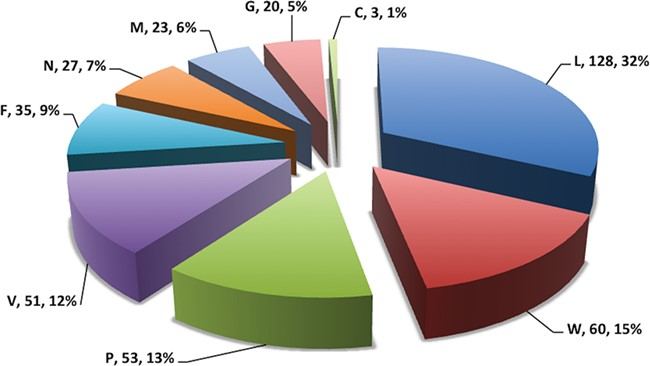 G, 20, 5%
C, 3, 1%
M, 23, 6%
L, 128, 32%
N, 27, 7%
F, 35, 9%
V, 51, 12%
W, 60, 15%
P, 53, 13%